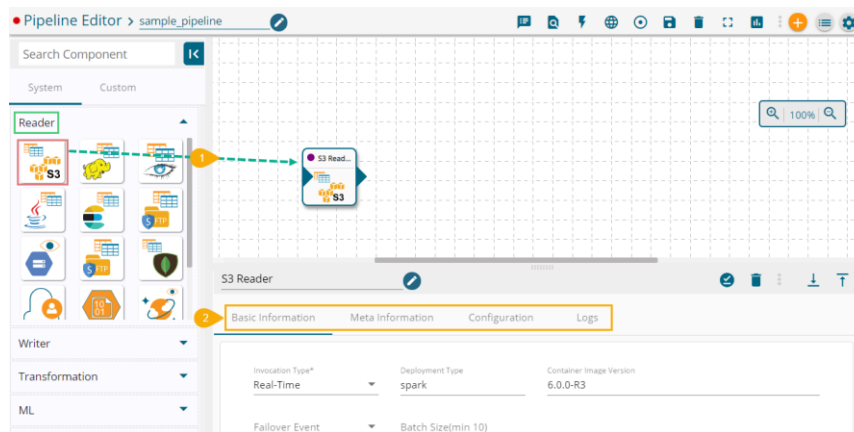 Pipeline Editor > sample_pipeline
Search Component
System Custom
Reader
S3
FTP
FTP
10
01
Writer
Transformation
ML
1
S3 Read...
S3
100%
S3 Reader
2
Basic Information Meta Information Configuration Logs
Invocation Type* Deployment Type Container Image Version
Real-Time spark 6.0.0-R3
Failover Event Batch Size(min 10)